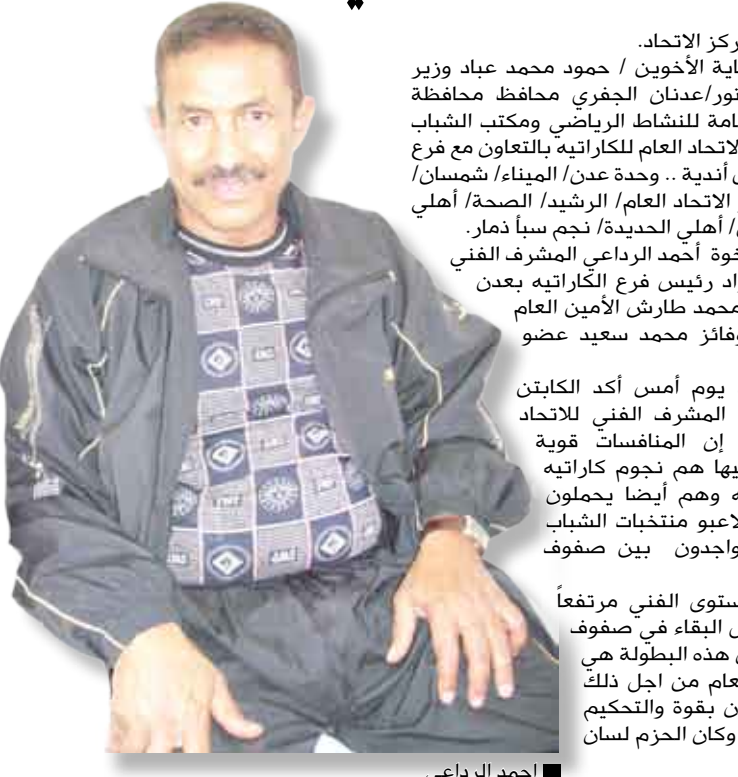 ركز الاتحاد.
اية الأخوين / حمود محمد عباد وزير
تور/عدنان الجفري محافظ محافظة
امة للنشاط الرياضي ومكتب الشباب
لاتحاد العام للكاراتيه بالتعاون مع فرع
أندية .. وحدة عدن/ الميناء/ شمسان/
الاتحاد العام/ الرشيد/ الصحة/ أهلي
/ أهلي الحديدة/ نجم سبأ ذمار.
خوة أحمد الرداعي المشرف الفني
اد رئيس فرع الكاراتيه بعدن
محمد طارش الأمين العام
وفائز محمد سعيد عضو
يوم أمس أكد الكابتن
المشرف الفني للاتحاد
إن المنافسات قوية
يها هم نجوم كاراتيه
ه وهم أيضا يحملون
لاعبو منتخبات الشباب
واجدون بين صفوف
ستوى الفني مرتفعاً
البقاء في صفوف
هذه البطولة هي
عام من اجل ذلك
ن بقوة والتحكيم
وكان الحزم لسان
احمد الرداعي